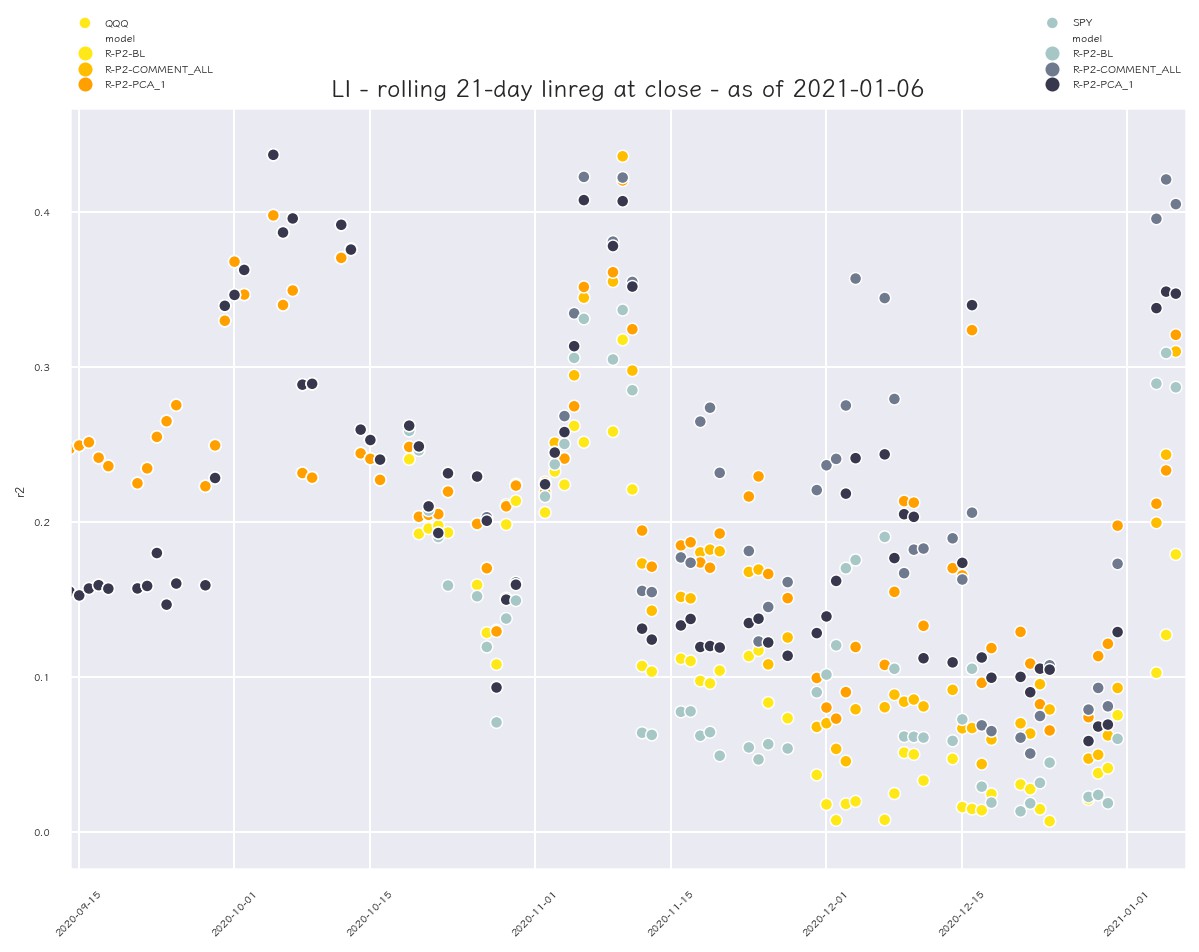 QQQ
model
R-P2-BL
R-P2-COMMENT_ALL
R-P2-PCA_1
SPY
model
R-P2-BL
R-P2-COMMENT_ALL
R-P2-PCA_1
LI - rolling 21-day linreg at close - as of 2021-01-06
r2
0.4
0.3
0.2
0.1
0.0
2020-09-15
2020-10-01
2020-10-15
2020-11-01
2020-11-15
2020-12-01
2020-12-15
2021-01-01